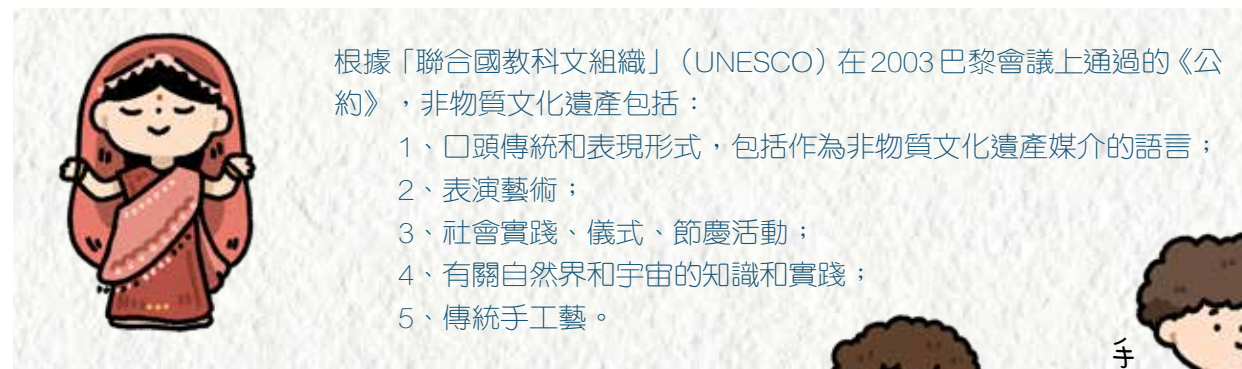 根據「聯合國教科文組織」（UNESCO）在2003巴黎會議上通過的《公
約》，非物質文化遺產包括：
1、口頭傳統和表現形式，包括作為非物質文化遺產媒介的語言；
2、表演藝術；
3、社會實踐、儀式、節慶活動；
4、有關自然界和宇宙的知識和實踐；
5、傳統手工藝。
手